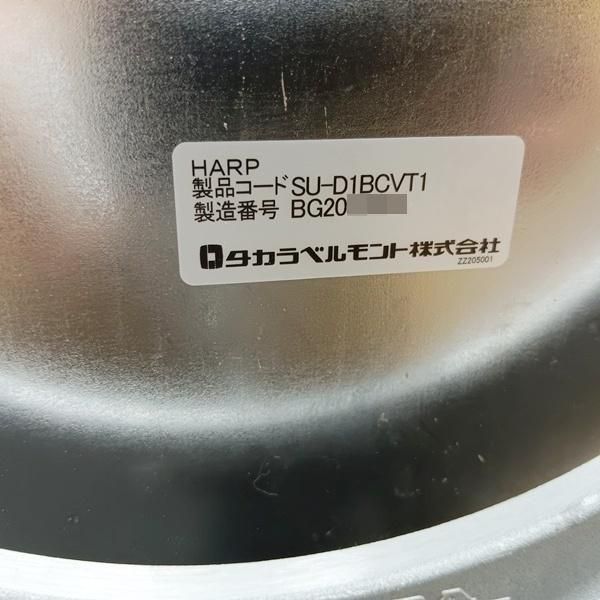 HARP
製品コード SU-D1BCVT1
製造番号 BG20
タカラベルモント株式会社
ZZ205001